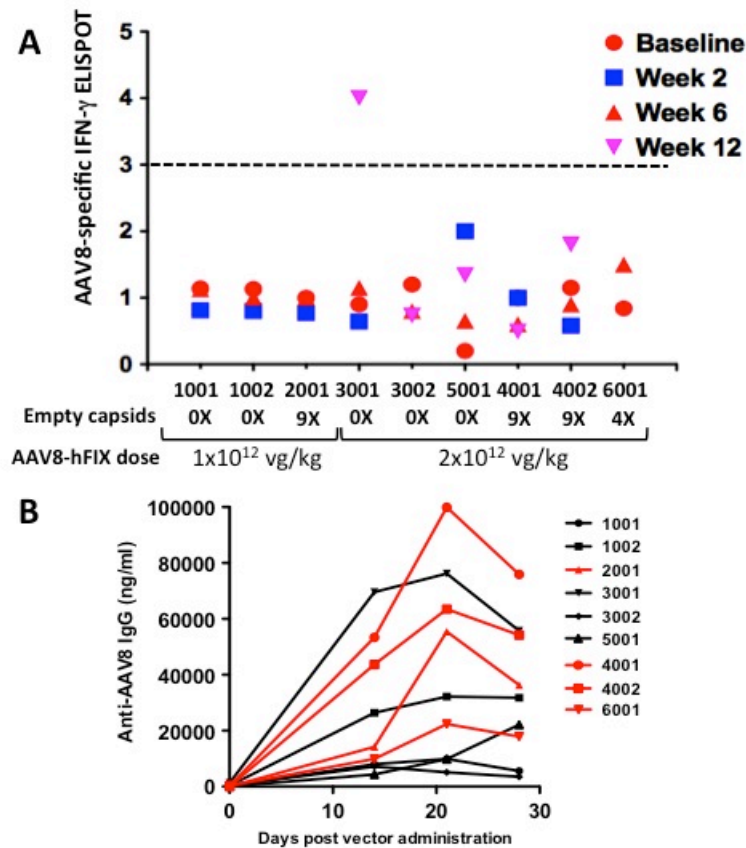 A
AAV8-specific IFN-γ ELISPOT
5
4
3
2
1
0
Baseline
Week 2
Week 6
Week 12
1001 1002 2001 3001 3002 5001 4001 4002 6001
Empty capsids 0X 0X 9X 0X 0X 0X 9X 9X 4X
AAV8-hFIX dose 1x10¹² vg/kg 2x10¹² vg/kg
B
Anti-AAV8 IgG (ng/ml)
100000
80000
60000
40000
20000
0
0 10 20 30
Days post vector administration
1001
1002
2001
3001
3002
5001
4001
4002
6001